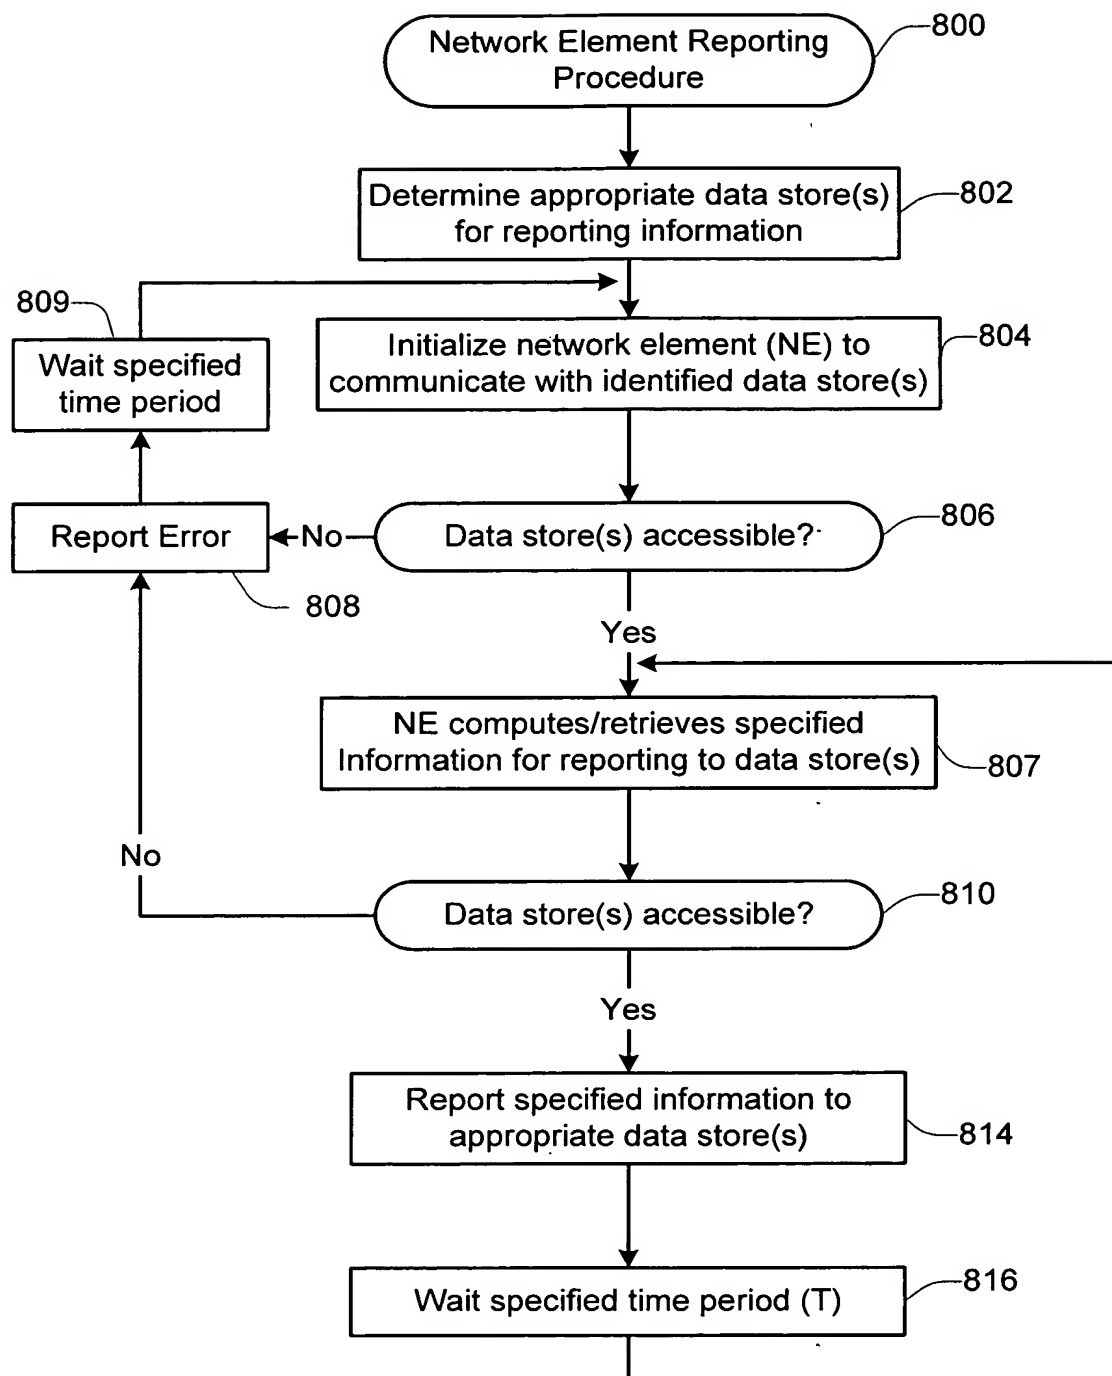 Network Element Reporting
Procedure
800
Determine appropriate data store(s)
for reporting information
802
809
Wait specified
time period
Initialize network element (NE) to
communicate with identified data store(s)
804
Report Error
808
No
Data store(s) accessible?
806
Yes
NE computes/retrieves specified
Information for reporting to data store(s)
807
No
Data store(s) accessible?
810
Yes
Report specified information to
appropriate data store(s)
814
Wait specified time period (T)
816